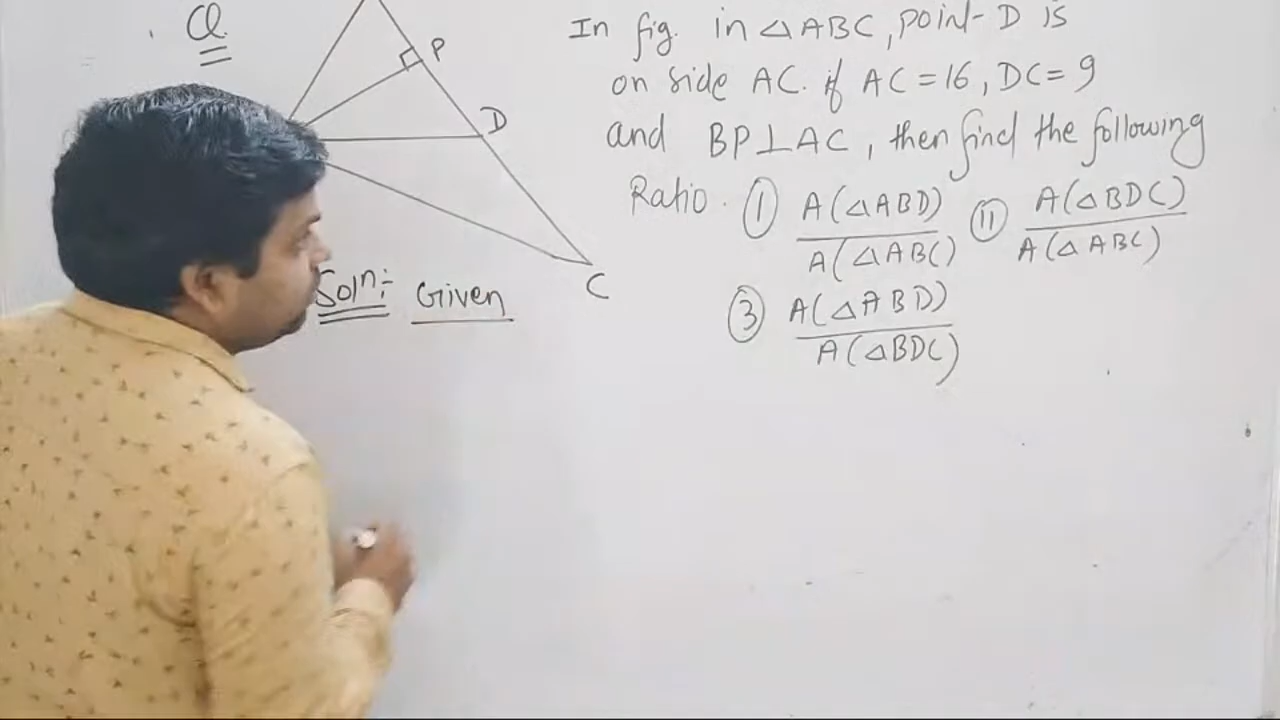 Q.
In fig. in △ABC, point-D is
on side AC. if AC=16, DC=9
and BP⊥AC, then find the following
Ratio. ① A(△ABD) / A(△ABC) ⑪ A(△BDC) / A(△ABC)
③ A(△ABD) / A(△BDC)
P
D
C
Soln:- Given